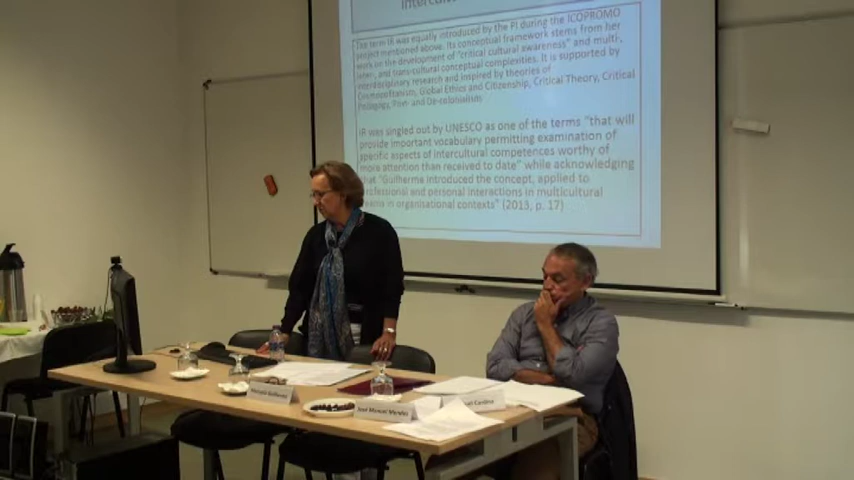 The term IR was equally introduced by the PI during the ICOPROMO
project mentioned above. Its conceptual framework stems from her
work on the development of "critical cultural awareness" and multi-,
inter-, and trans-cultural conceptual complexities. It is supported by
interdisciplinary research and inspired by theories of
Cosmopolitanism, Global Ethics and Citizenship, Critical Theory, Critical
Pedagogy, Post- and De-colonialism
IR was singled out by UNESCO as one of the terms "that will
provide important vocabulary permitting examination of
specific aspects of intercultural competences worthy of
more attention than received to date" while acknowledging
that "Guilherme introduced the concept, applied to
professional and personal interactions in multicultural
teams in organisational contexts" (2013, p. 17)
Manuela Guilherme
José Manuel Mendes